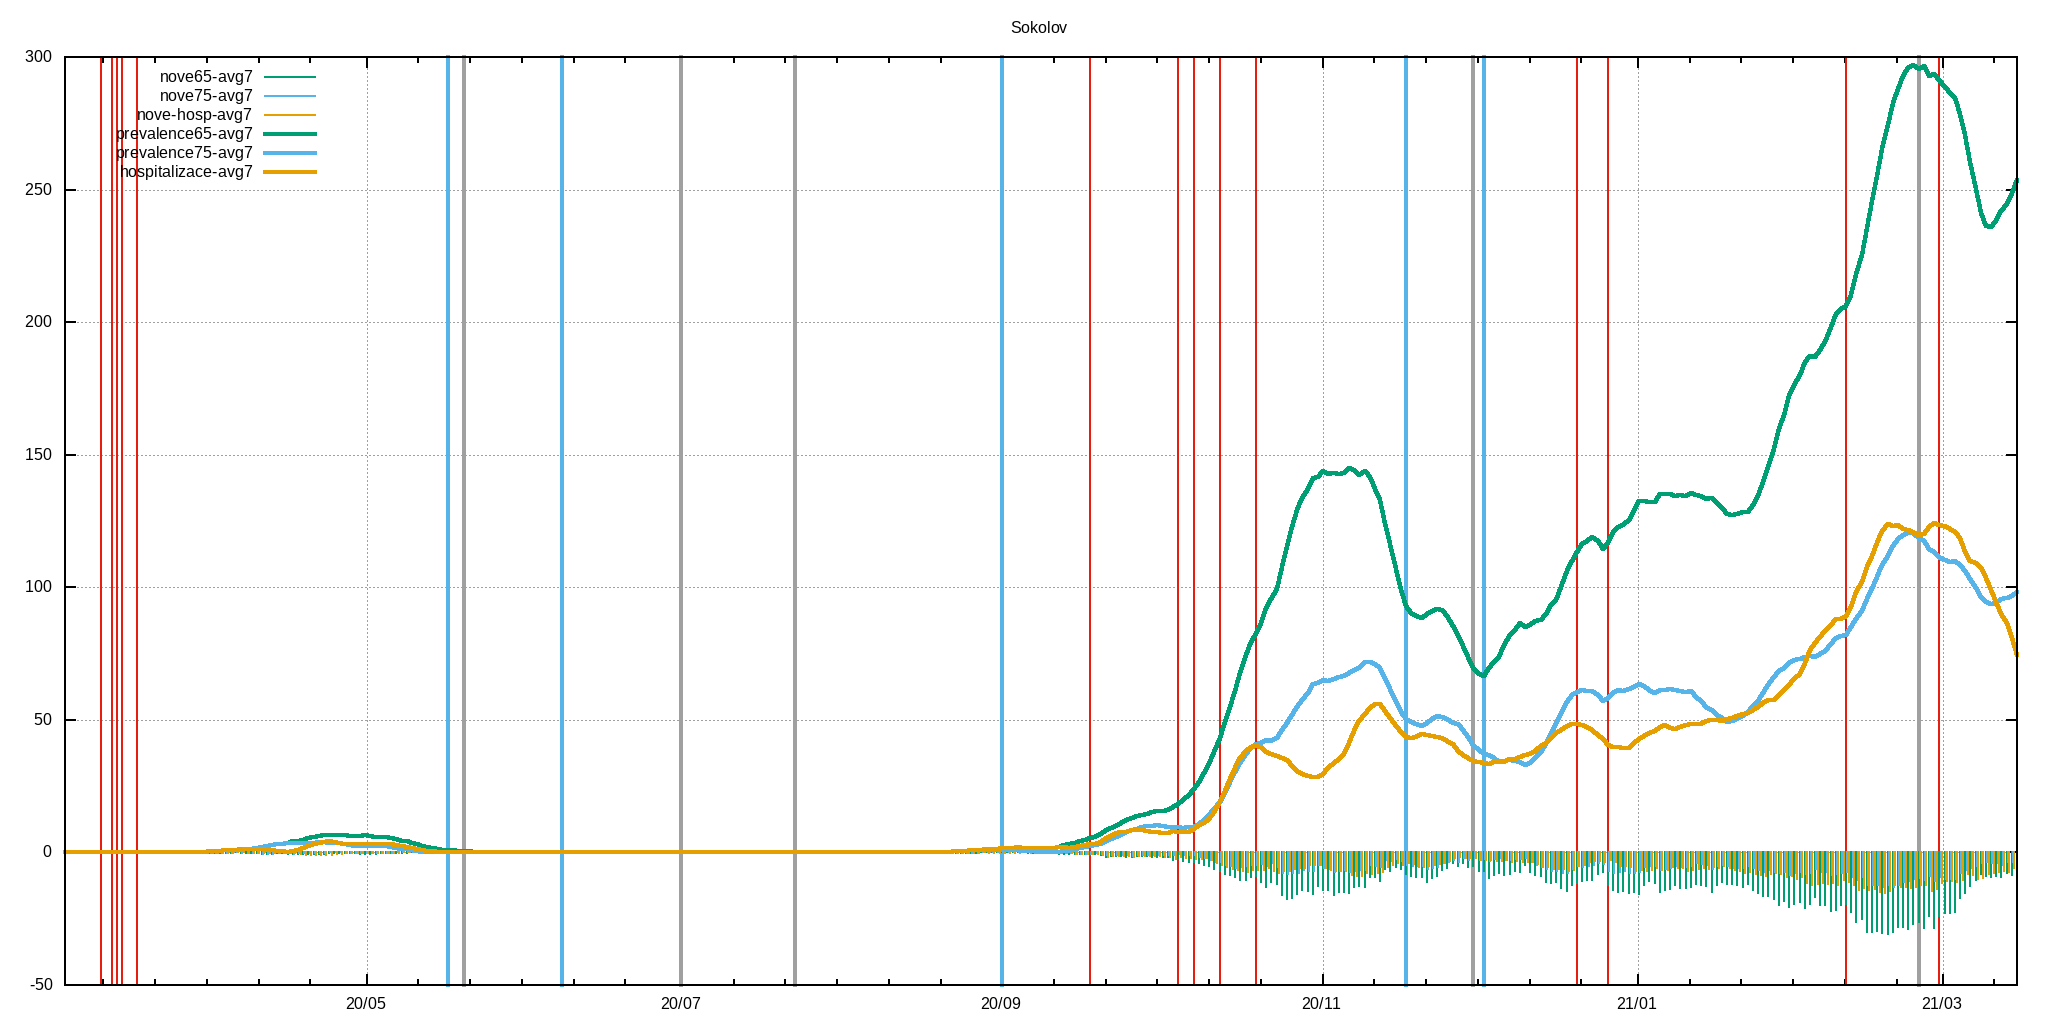 Sokolov
300
nove65-avg7
nove75-avg7
nove-hosp-avg7
prevalence65-avg7
prevalence75-avg7
hospitalizace-avg7
250
200
150
100
50
0
-50
20/05 20/07 20/09 20/11 21/01 21/03